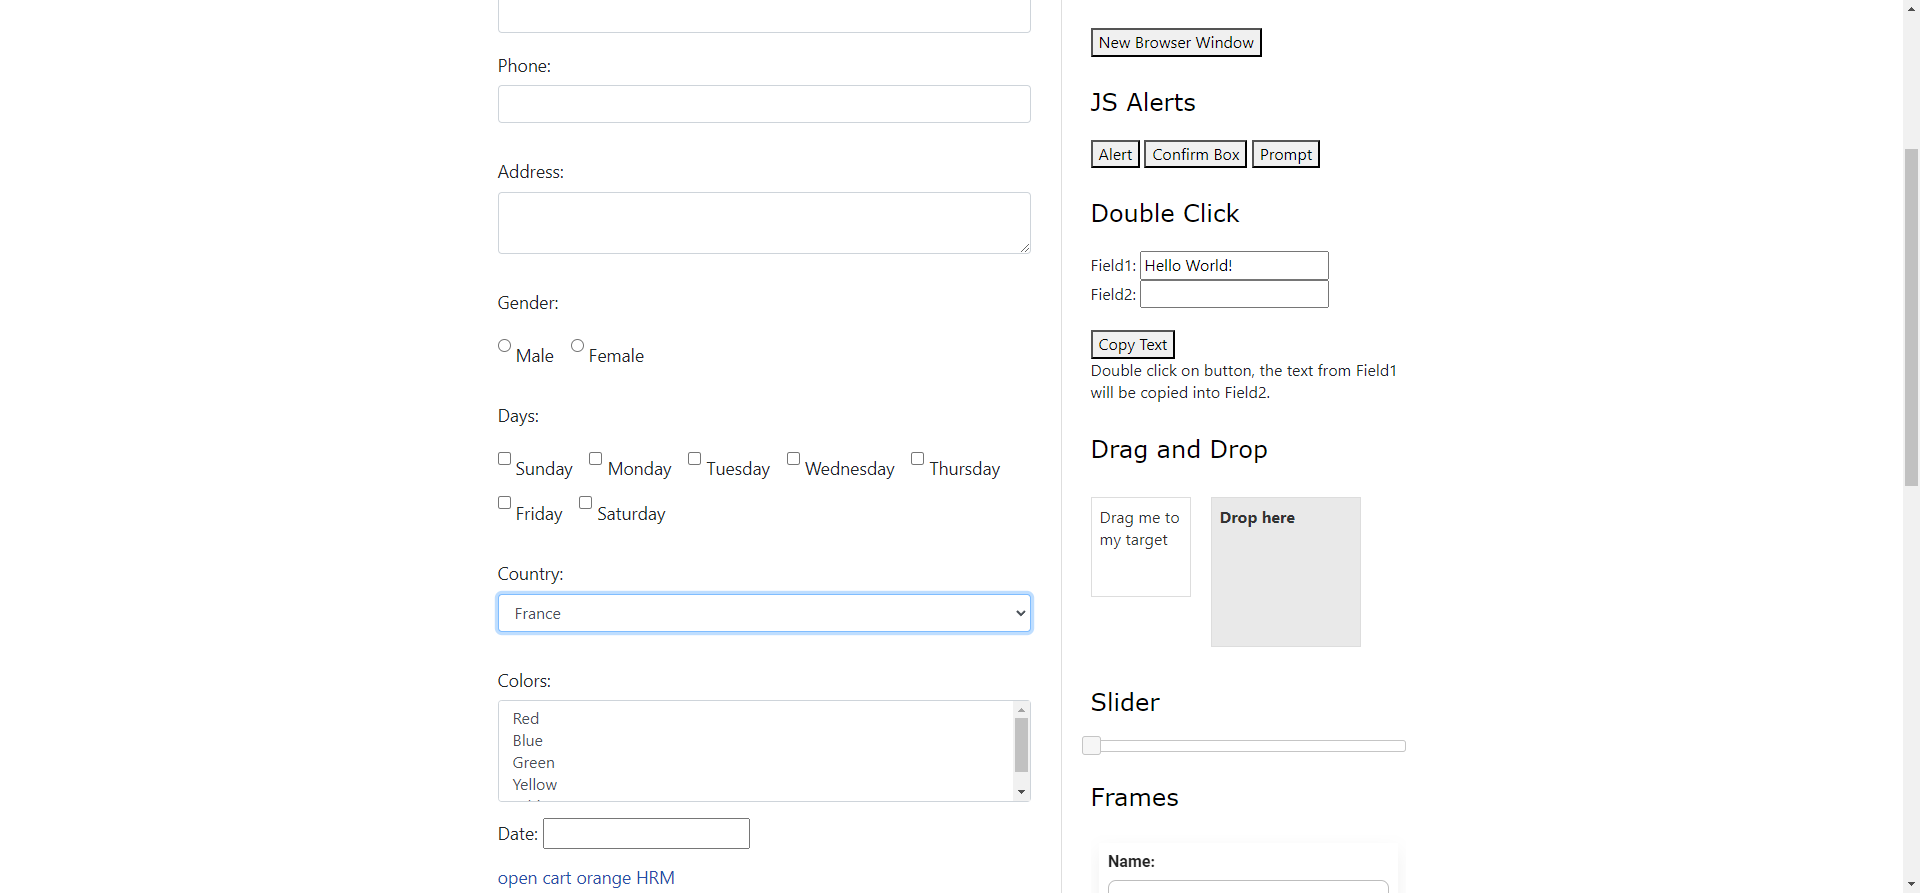 Phone:
Address:
Gender:
Male Female
Days:
Sunday Monday Tuesday Wednesday Thursday
Friday Saturday
Country:
France
Colors:
Red
Blue
Green
Yellow
Date:
open cart orange HRM
New Browser Window
JS Alerts
Alert Confirm Box Prompt
Double Click
Field1: Hello World!
Field2:
Copy Text
Double click on button, the text from Field1
will be copied into Field2.
Drag and Drop
Drag me to
my target
Drop here
Slider
Frames
Name: